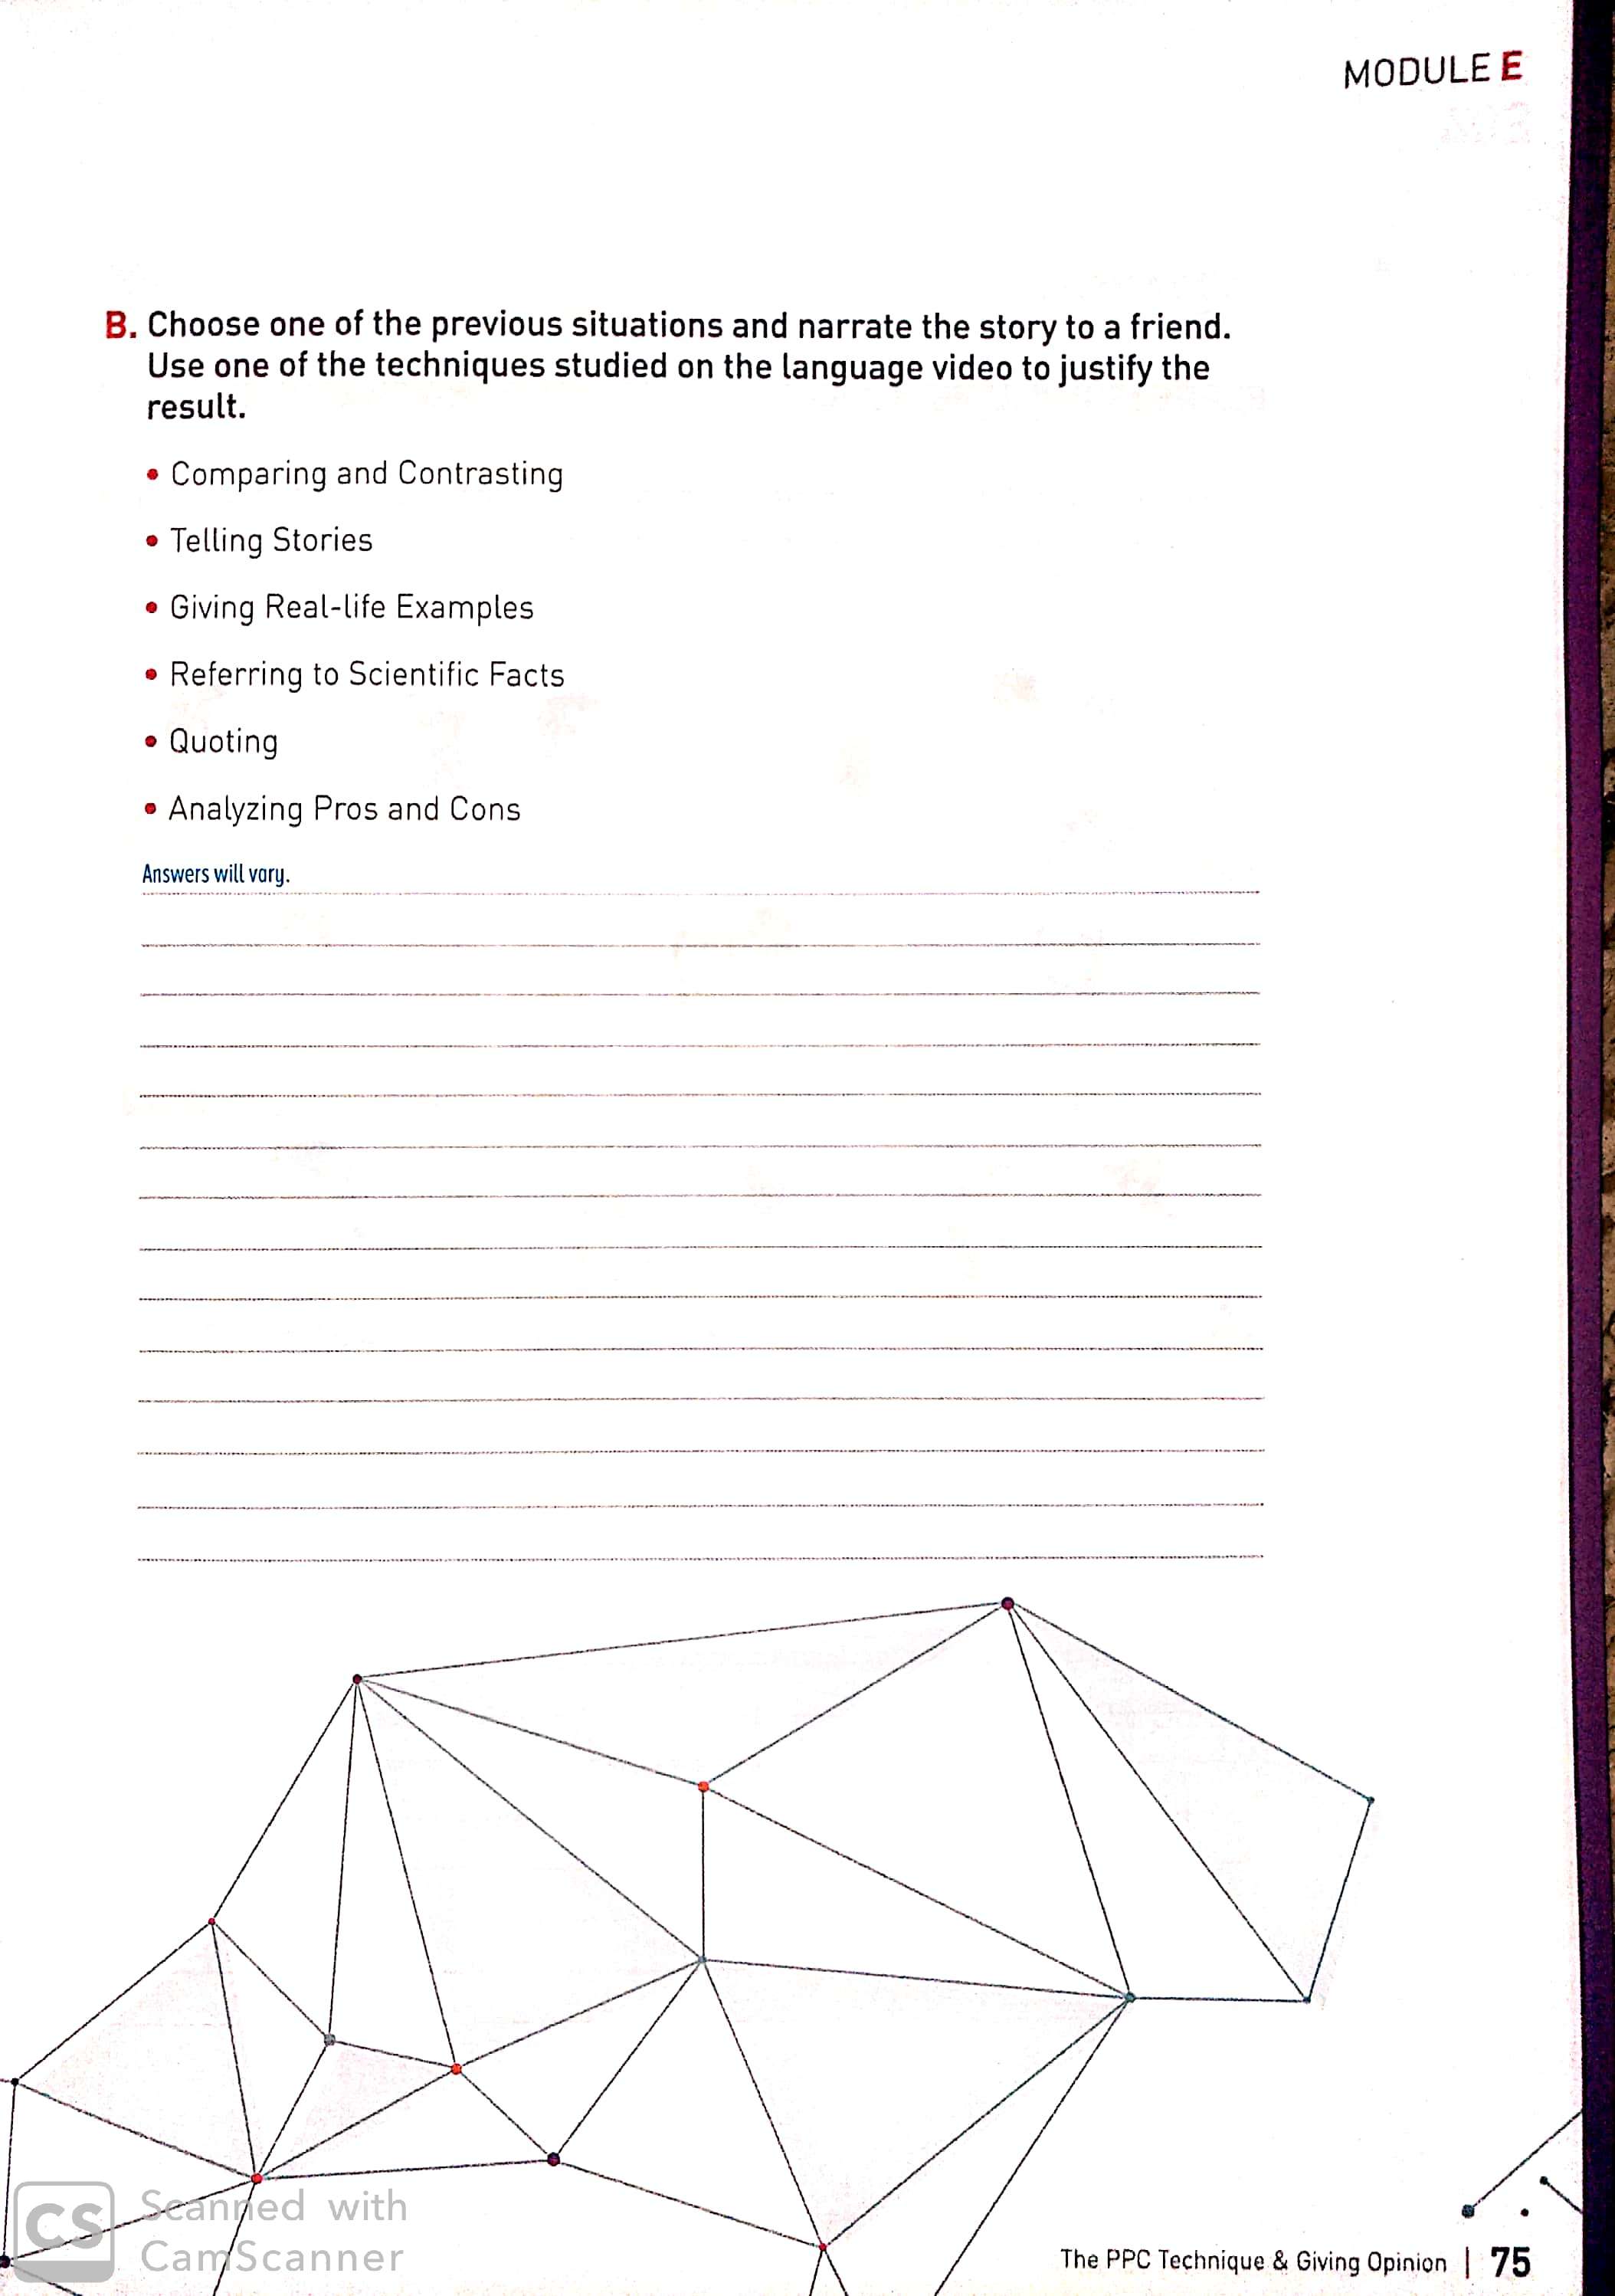 MODULE E
B. Choose one of the previous situations and narrate the story to a friend.
Use one of the techniques studied on the language video to justify the
result.
• Comparing and Contrasting
• Telling Stories
• Giving Real-life Examples
• Referring to Scientific Facts
• Quoting
• Analyzing Pros and Cons
Answers will vary.
CS Scanned with
CamScanner
The PPC Technique & Giving Opinion | 75